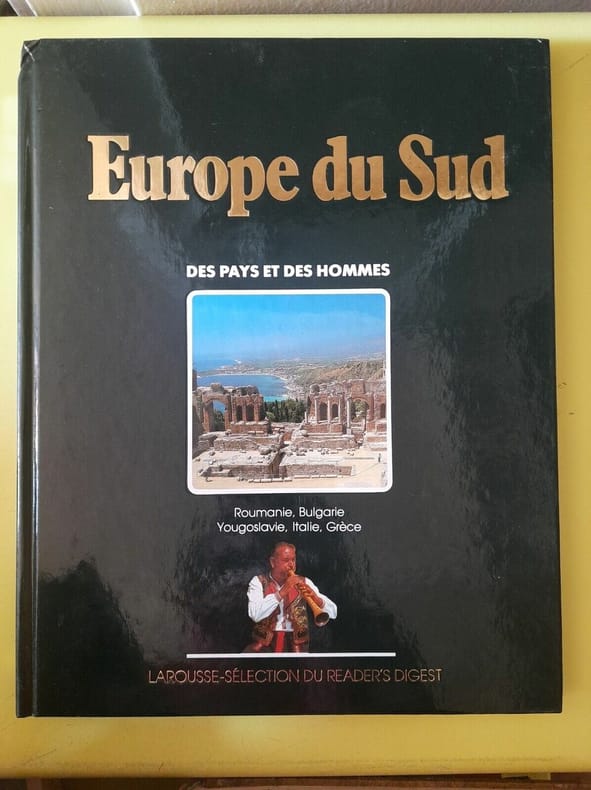 Europe du Sud
DES PAYS ET DES HOMMES
Roumanie, Bulgarie
Yougoslavie, Italie, Grèce
LAROUSSE-SÉLECTION DU READER'S DIGEST